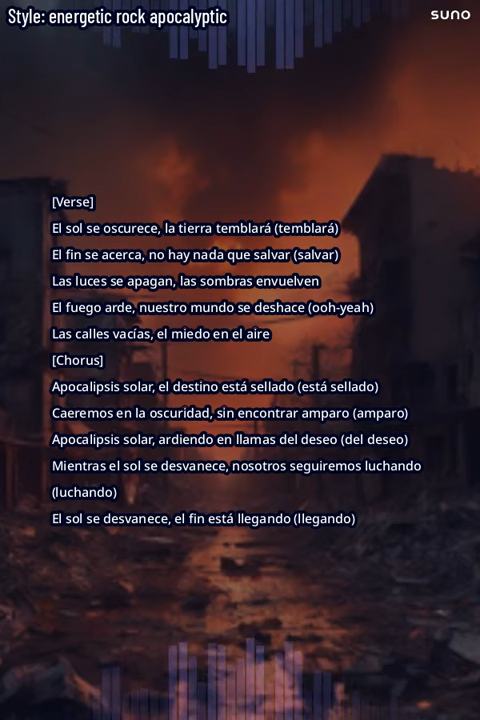 Style: energetic rock apocalyptic
suno
[Verse]
El sol se oscurece, la tierra temblará (temblará)
El fin se acerca, no hay nada que salvar (salvar)
Las luces se apagan, las sombras envuelven
El fuego arde, nuestro mundo se deshace (ooh-yeah)
Las calles vacías, el miedo en el aire
[Chorus]
Apocalipsis solar, el destino está sellado (está sellado)
Caeremos en la oscuridad, sin encontrar amparo (amparo)
Apocalipsis solar, ardiendo en llamas del deseo (del deseo)
Mientras el sol se desvanece, nosotros seguiremos luchando
(luchando)
El sol se desvanece, el fin está llegando (llegando)